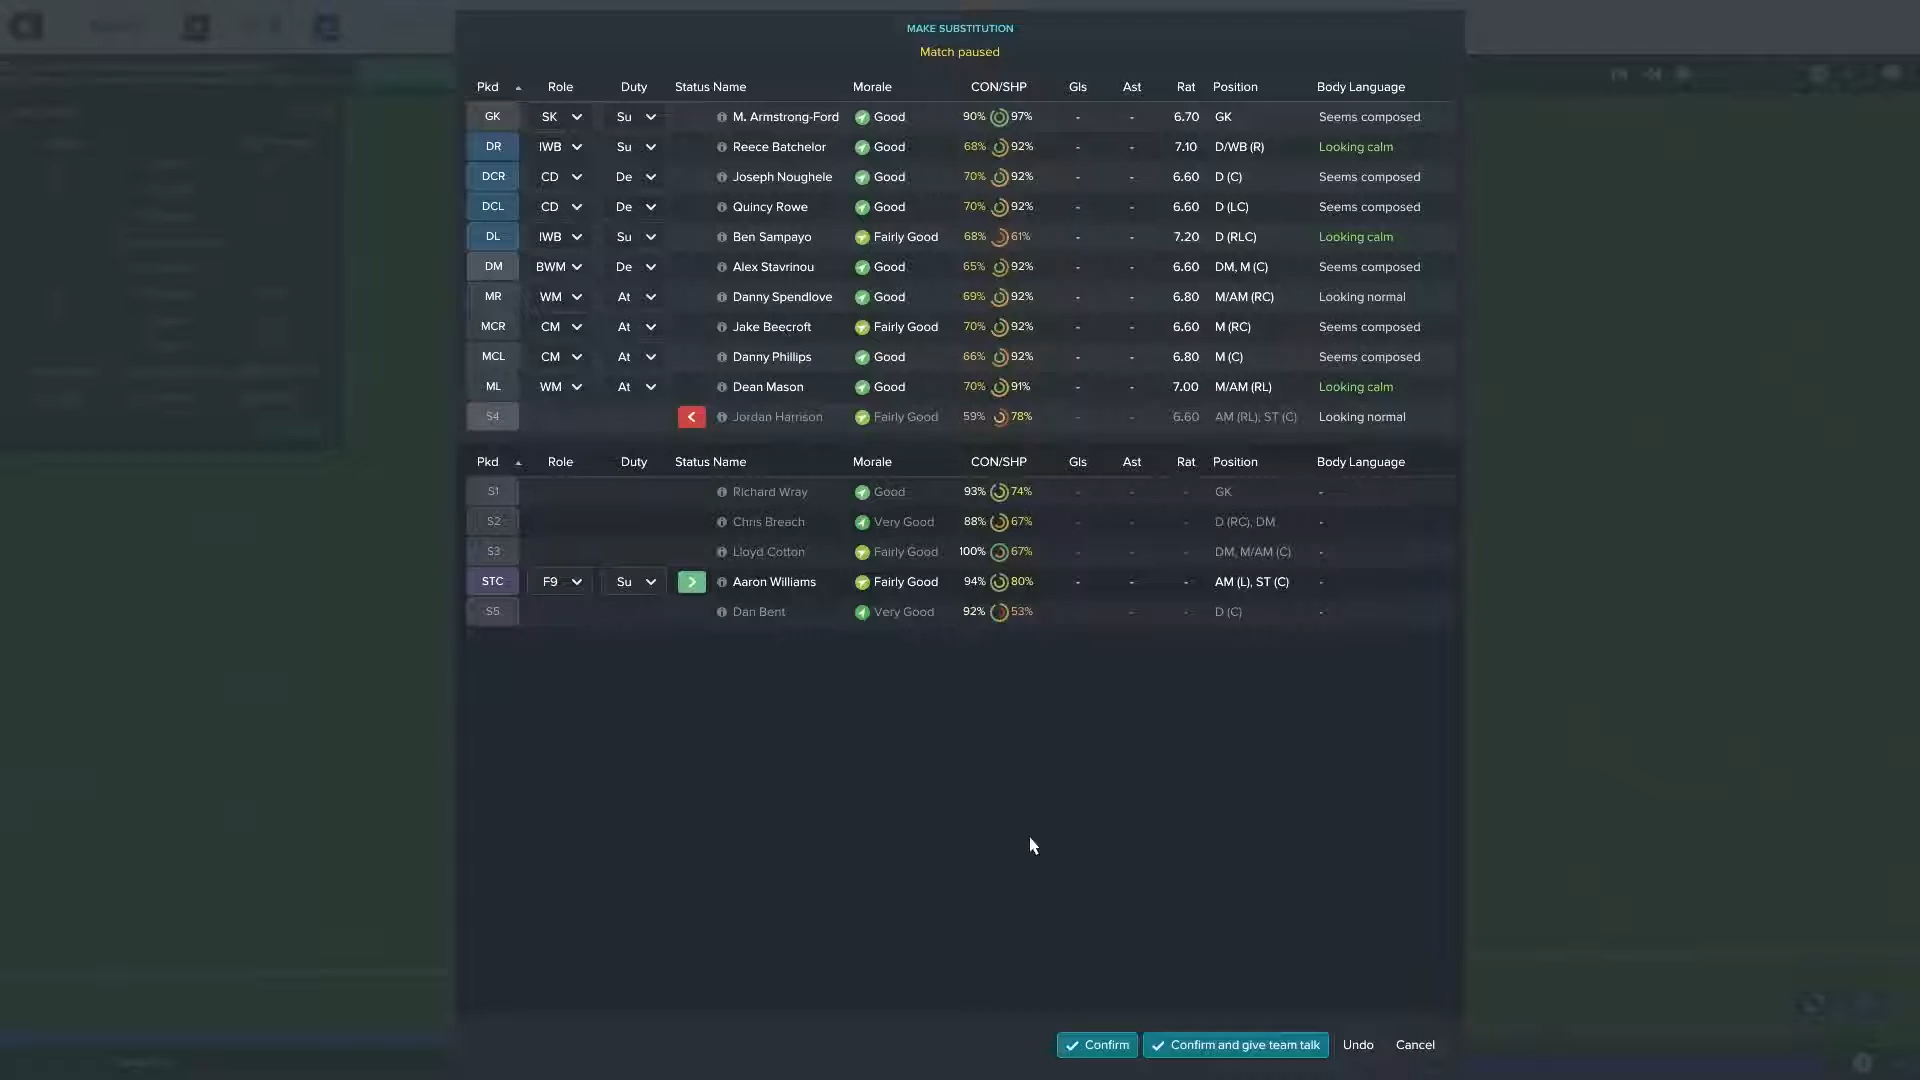 MAKE SUBSTITUTION
Match paused
Pkd Role Duty Status Name Morale CON/SHP Gls Ast Rat Position Body Language
GK SK Su M. Armstrong-Ford Good 90% 97% - - 6.70 GK Seems composed
DR IWB Su Reece Batchelor Good 68% 92% - - 7.10 D/WB (R) Looking calm
DCR CD De Joseph Noughele Good 70% 92% - - 6.60 D (C) Seems composed
DCL CD De Quincy Rowe Good 70% 92% - - 6.60 D (LC) Seems composed
DL IWB Su Ben Sampayo Fairly Good 68% 61% - - 7.20 D (RLC) Looking calm
DM BWM De Alex Stavrinou Good 65% 92% - - 6.60 DM, M (C) Seems composed
MR WM At Danny Spendlove Good 69% 92% - - 6.80 M/AM (RC) Looking normal
MCR CM At Jake Beecroft Fairly Good 70% 92% - - 6.60 M (RC) Seems composed
MCL CM At Danny Phillips Good 66% 92% - - 6.80 M (C) Seems composed
ML WM At Dean Mason Good 70% 91% - - 7.00 M/AM (RL) Looking calm
S4 < Jordan Harrison Fairly Good 59% 78% - - 6.60 AM (RL), ST (C) Looking normal
Pkd Role Duty Status Name Morale CON/SHP Gls Ast Rat Position Body Language
S1 Richard Wray Good 93% 74% - - - GK -
S2 Chris Breach Very Good 88% 67% - - - D (RC), DM -
S3 Lloyd Cotton Fairly Good 100% 67% - - - DM, M/AM (C) -
STC F9 Su > Aaron Williams Fairly Good 94% 80% - - - AM (L), ST (C) -
S5 Dan Bent Very Good 92% 53% - - - D (C) -
Confirm Confirm and give team talk Undo Cancel